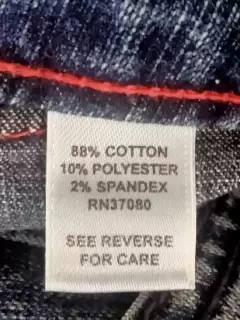 88% COTTON
10% POLYESTER
2% SPANDEX
RN37080
SEE REVERSE
FOR CARE